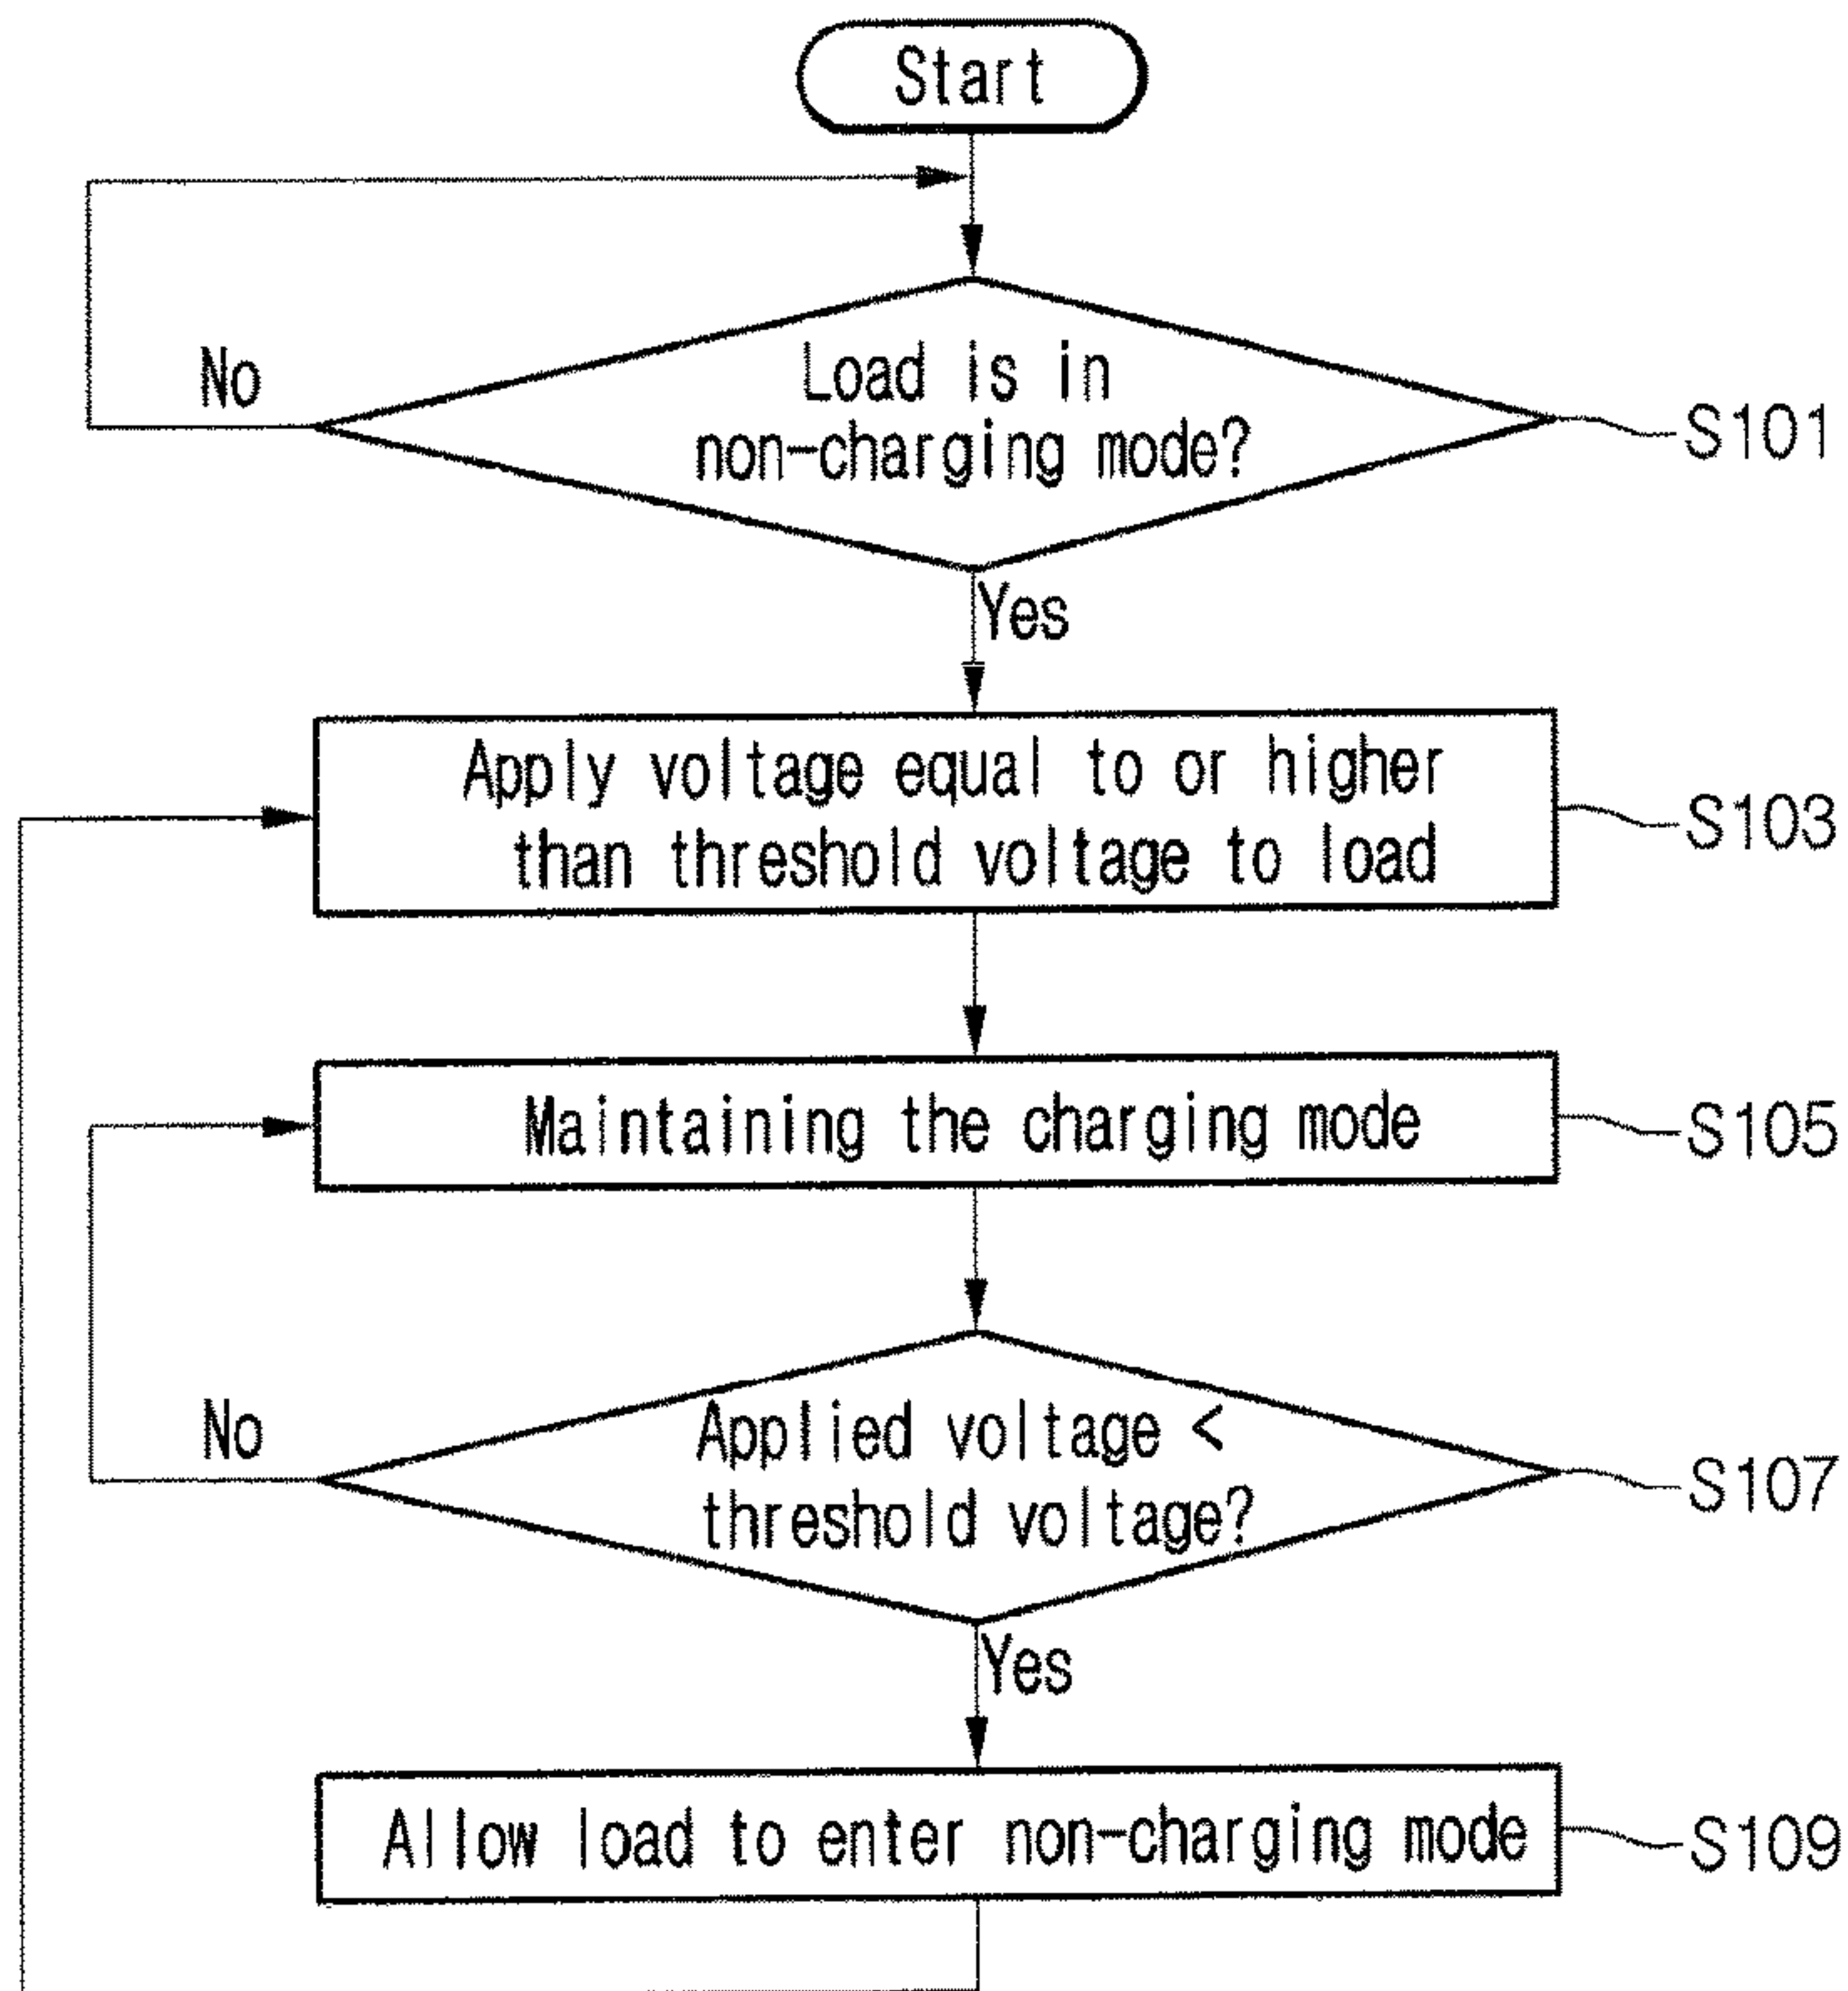 Start
No
Load is in
non-charging mode?
S101
Yes
Apply voltage equal to or higher
than threshold voltage to load
S103
Maintaining the charging mode
S105
No
Applied voltage <
threshold voltage?
S107
Yes
Allow load to enter non-charging mode
S109